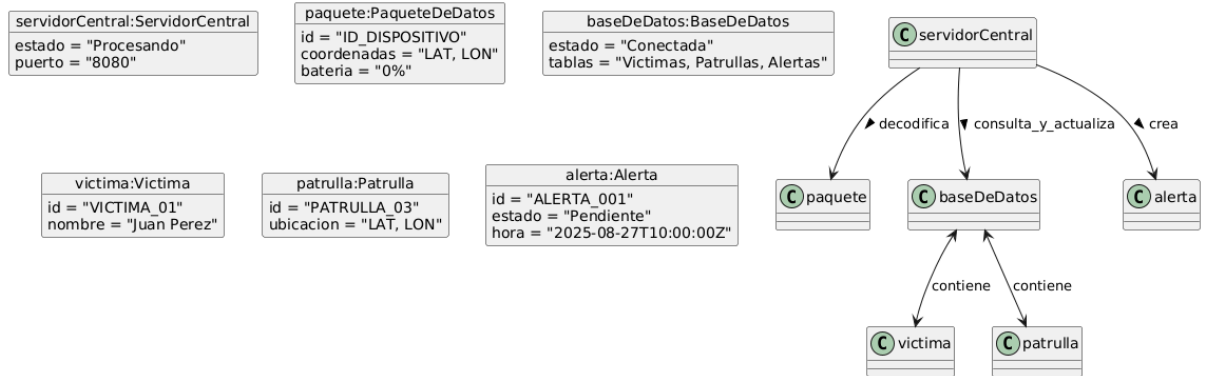 servidorCentral:ServidorCentral
estado = "Procesando"
puerto = "8080"
paquete:PaqueteDeDatos
id = "ID_DISPOSITIVO"
coordenadas = "LAT, LON"
bateria = "0%"
baseDeDatos:BaseDeDatos
estado = "Conectada"
tablas = "Victimas, Patrullas, Alertas"
C servidorCentral
decodifica
consulta_y_actualiza
crea
victima:Victima
id = "VICTIMA_01"
nombre = "Juan Perez"
patrulla:Patrulla
id = "PATRULLA_03"
ubicacion = "LAT, LON"
alerta:Alerta
id = "ALERTA_001"
estado = "Pendiente"
hora = "2025-08-27T10:00:00Z"
C paquete
C baseDeDatos
C alerta
contiene
contiene
C victima
C patrulla